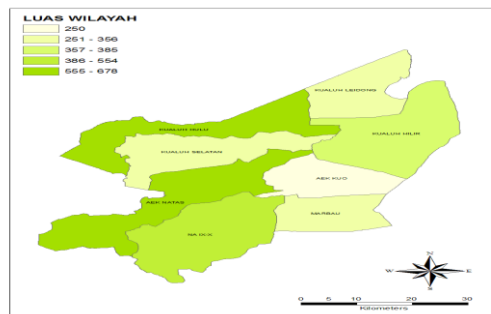 LUAS WILAYAH
250
251 - 356
357 - 385
386 - 554
555 - 678
KUALUH LEIDONG
KUALUH HULU
KUALUH HILIR
KUALUH SELATAN
AEK KUO
AEK NATAS
MARBAU
NA IX-X
N
W E
S
0 5 10 20 30
Kilometers